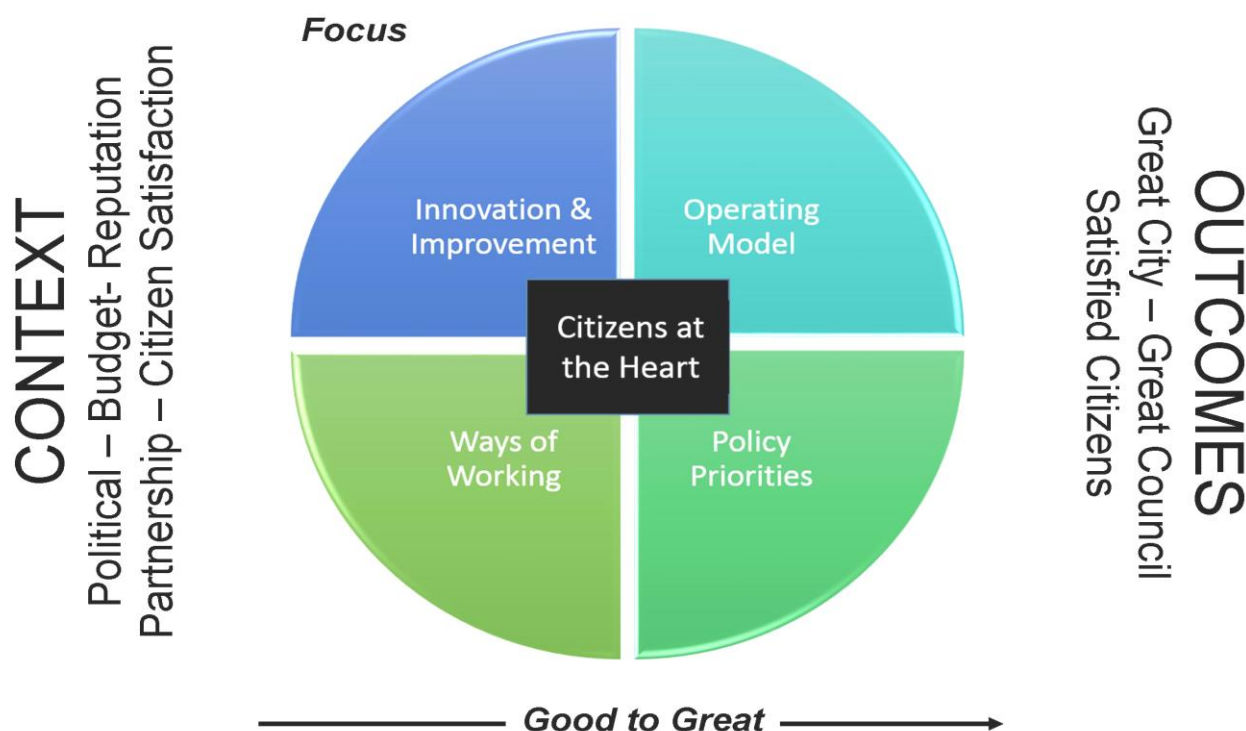 Focus
CONTEXT
Political – Budget- Reputation
Partnership – Citizen Satisfaction
Innovation &
Improvement
Operating
Model
Citizens at
the Heart
Ways of
Working
Policy
Priorities
OUTCOMES
Great City – Great Council
Satisfied Citizens
Good to Great